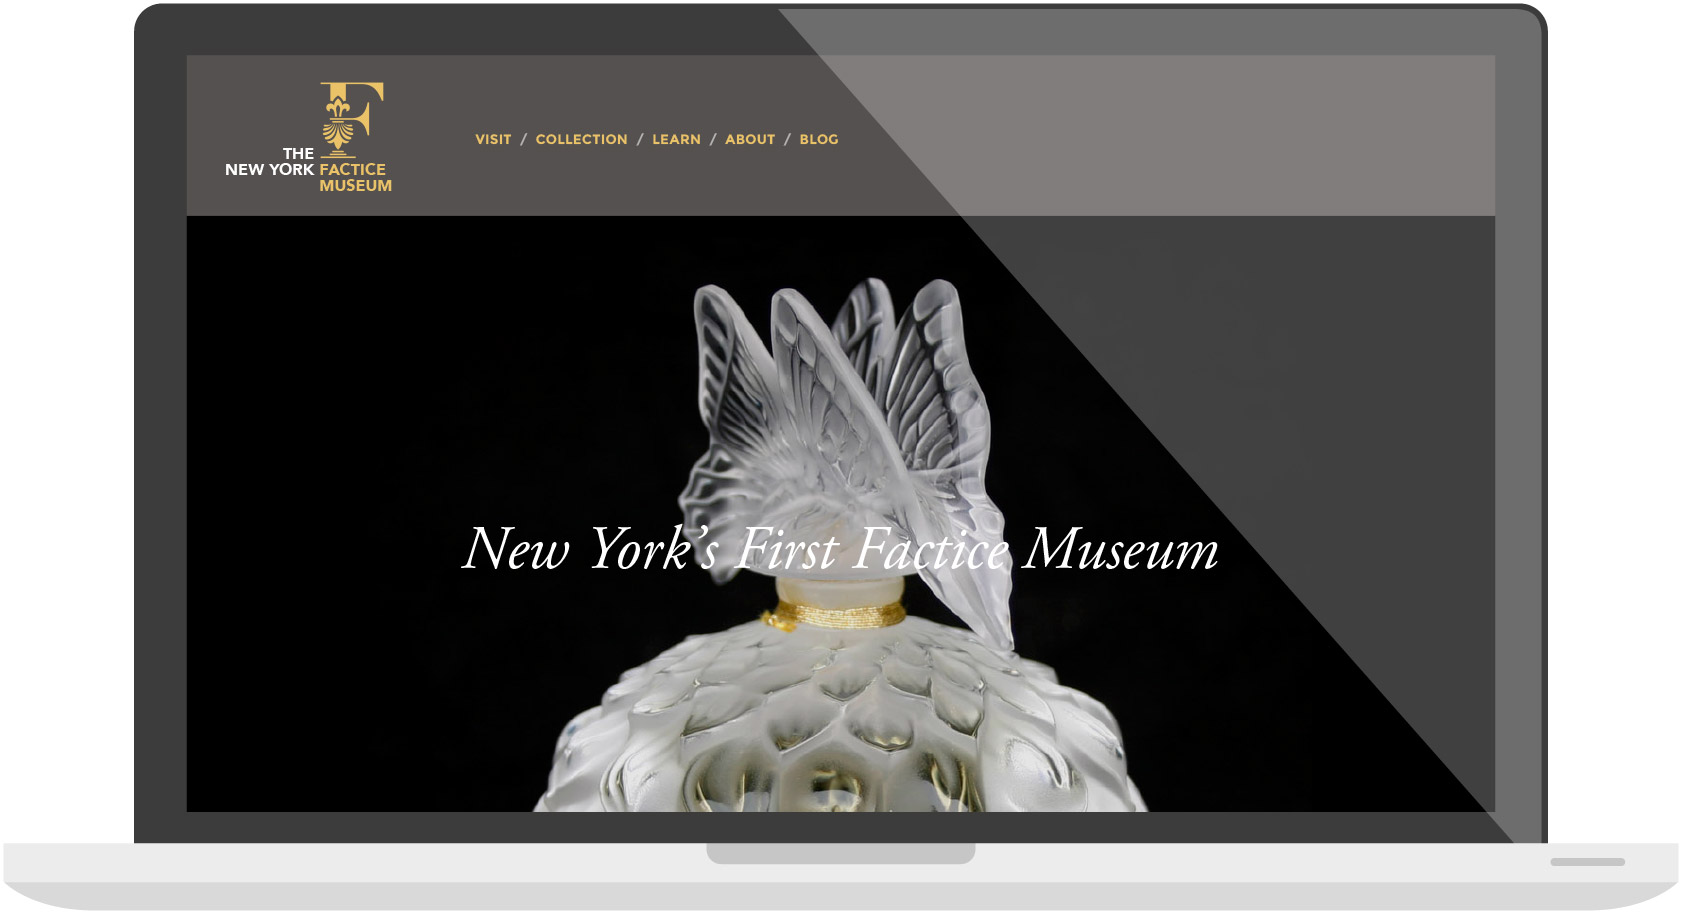 THE
NEW YORK FACTICE
MUSEUM
VISIT / COLLECTION / LEARN / ABOUT / BLOG
New York’s First Factice Museum